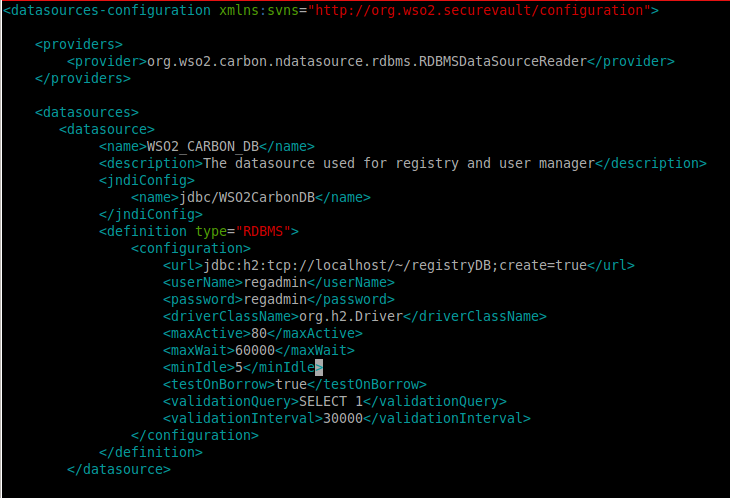 <datasources-configuration xmlns:svns="http://org.wso2.securevault/configuration">
<providers>
<provider>org.wso2.carbon.ndatasource.rdbms.RDBMSDataSourceReader</provider>
</providers>
<datasources>
<datasource>
<name>WSO2_CARBON_DB</name>
<description>The datasource used for registry and user manager</description>
<jndiConfig>
<name>jdbc/WSO2CarbonDB</name>
</jndiConfig>
<definition type="RDBMS">
<configuration>
<url>jdbc:h2:tcp://localhost/~/registryDB;create=true</url>
<userName>regadmin</userName>
<password>regadmin</password>
<driverClassName>org.h2.Driver</driverClassName>
<maxActive>80</maxActive>
<maxWait>60000</maxWait>
<minIdle>5</minIdle>
<testOnBorrow>true</testOnBorrow>
<validationQuery>SELECT 1</validationQuery>
<validationInterval>30000</validationInterval>
</configuration>
</definition>
</datasource>